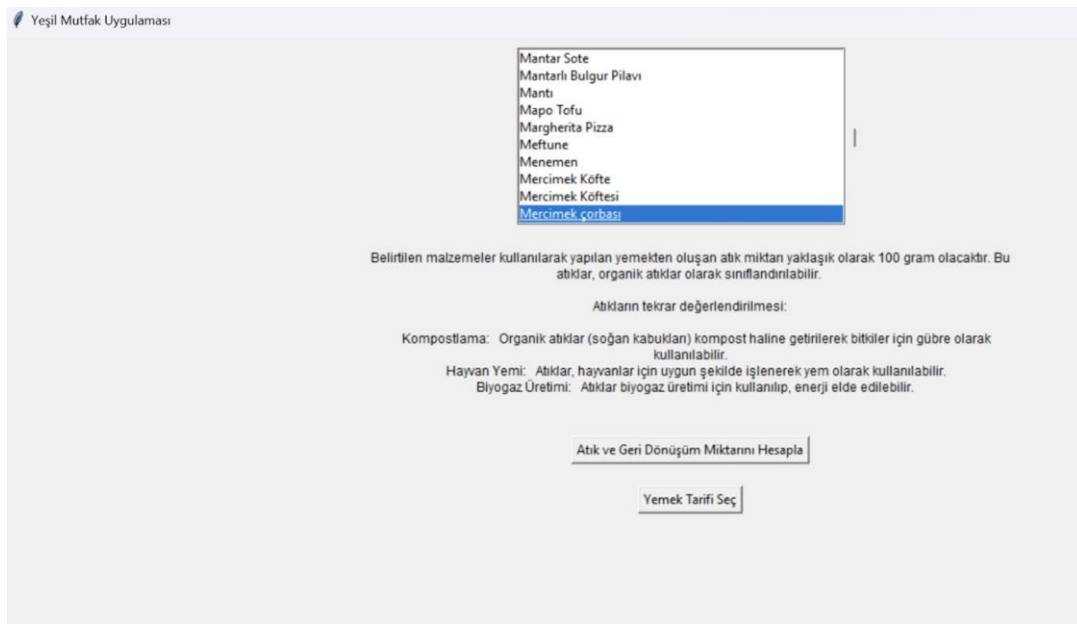 Yeşil Mutfak Uygulaması
Mantar Sote
Mantarlı Bulgur Pilavı
Mantı
Mapo Tofu
Margherita Pizza
Meftune
Menemen
Mercimek Köfte
Mercimek Köftesi
Mercimek çorbası
Belirtilen malzemeler kullanılarak yapılan yemekten oluşan atık miktarı yaklaşık olarak 100 gram olacaktır. Bu
atıklar, organik atıklar olarak sınıflandırılabilir.
Atıkların tekrar değerlendirilmesi:
Kompostlama: Organik atıklar (soğan kabukları) kompost haline getirilerek bitkiler için gübre olarak
kullanılabilir.
Hayvan Yemi: Atıklar, hayvanlar için uygun şekilde işlenerek yem olarak kullanılabilir.
Biyogaz Üretimi: Atıklar biyogaz üretimi için kullanılıp, enerji elde edilebilir.
Atık ve Geri Dönüşüm Miktarını Hesapla
Yemek Tarifi Seç